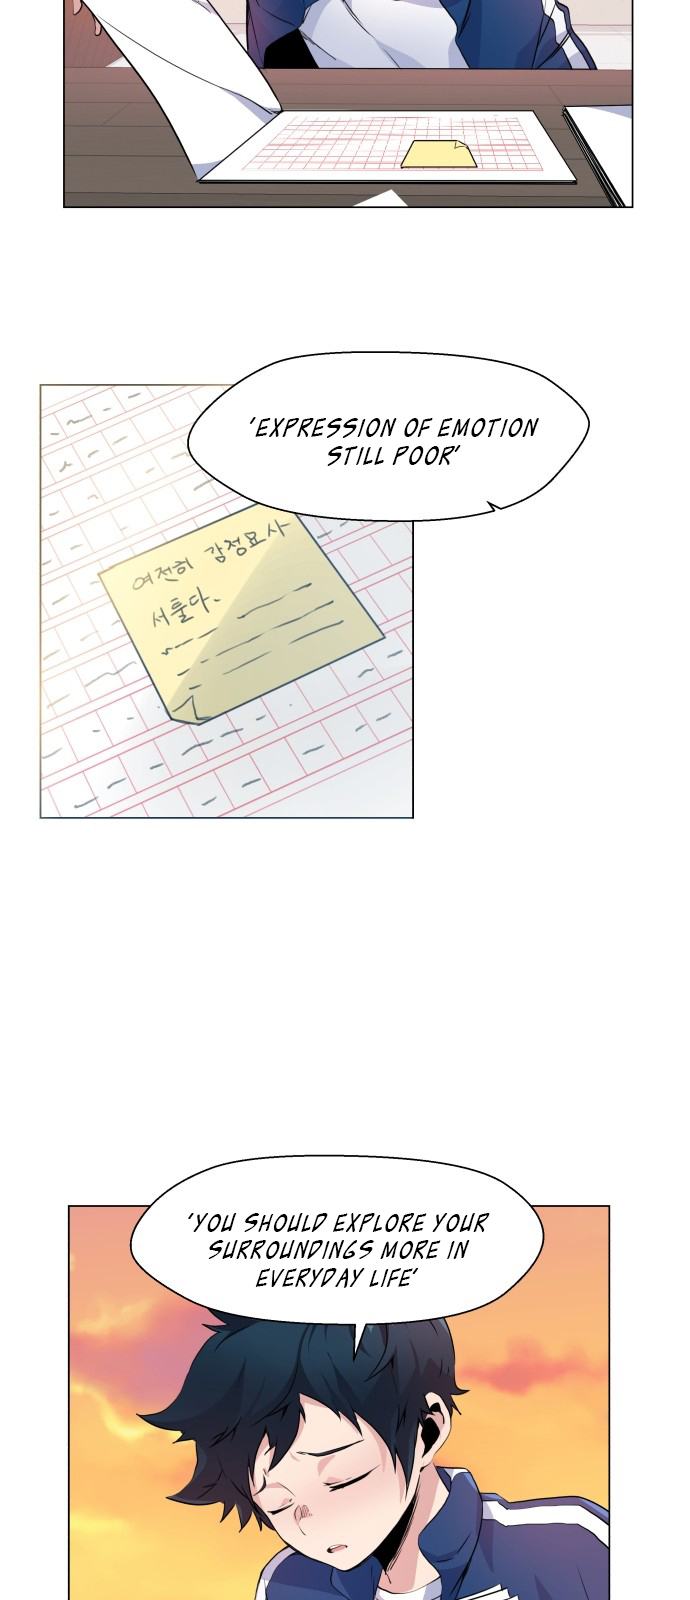 'EXPRESSION OF EMOTION
STILL POOR'
여전히 감정묘사
서툴다.
'YOU SHOULD EXPLORE YOUR
SURROUNDINGS MORE IN
EVERYDAY LIFE'